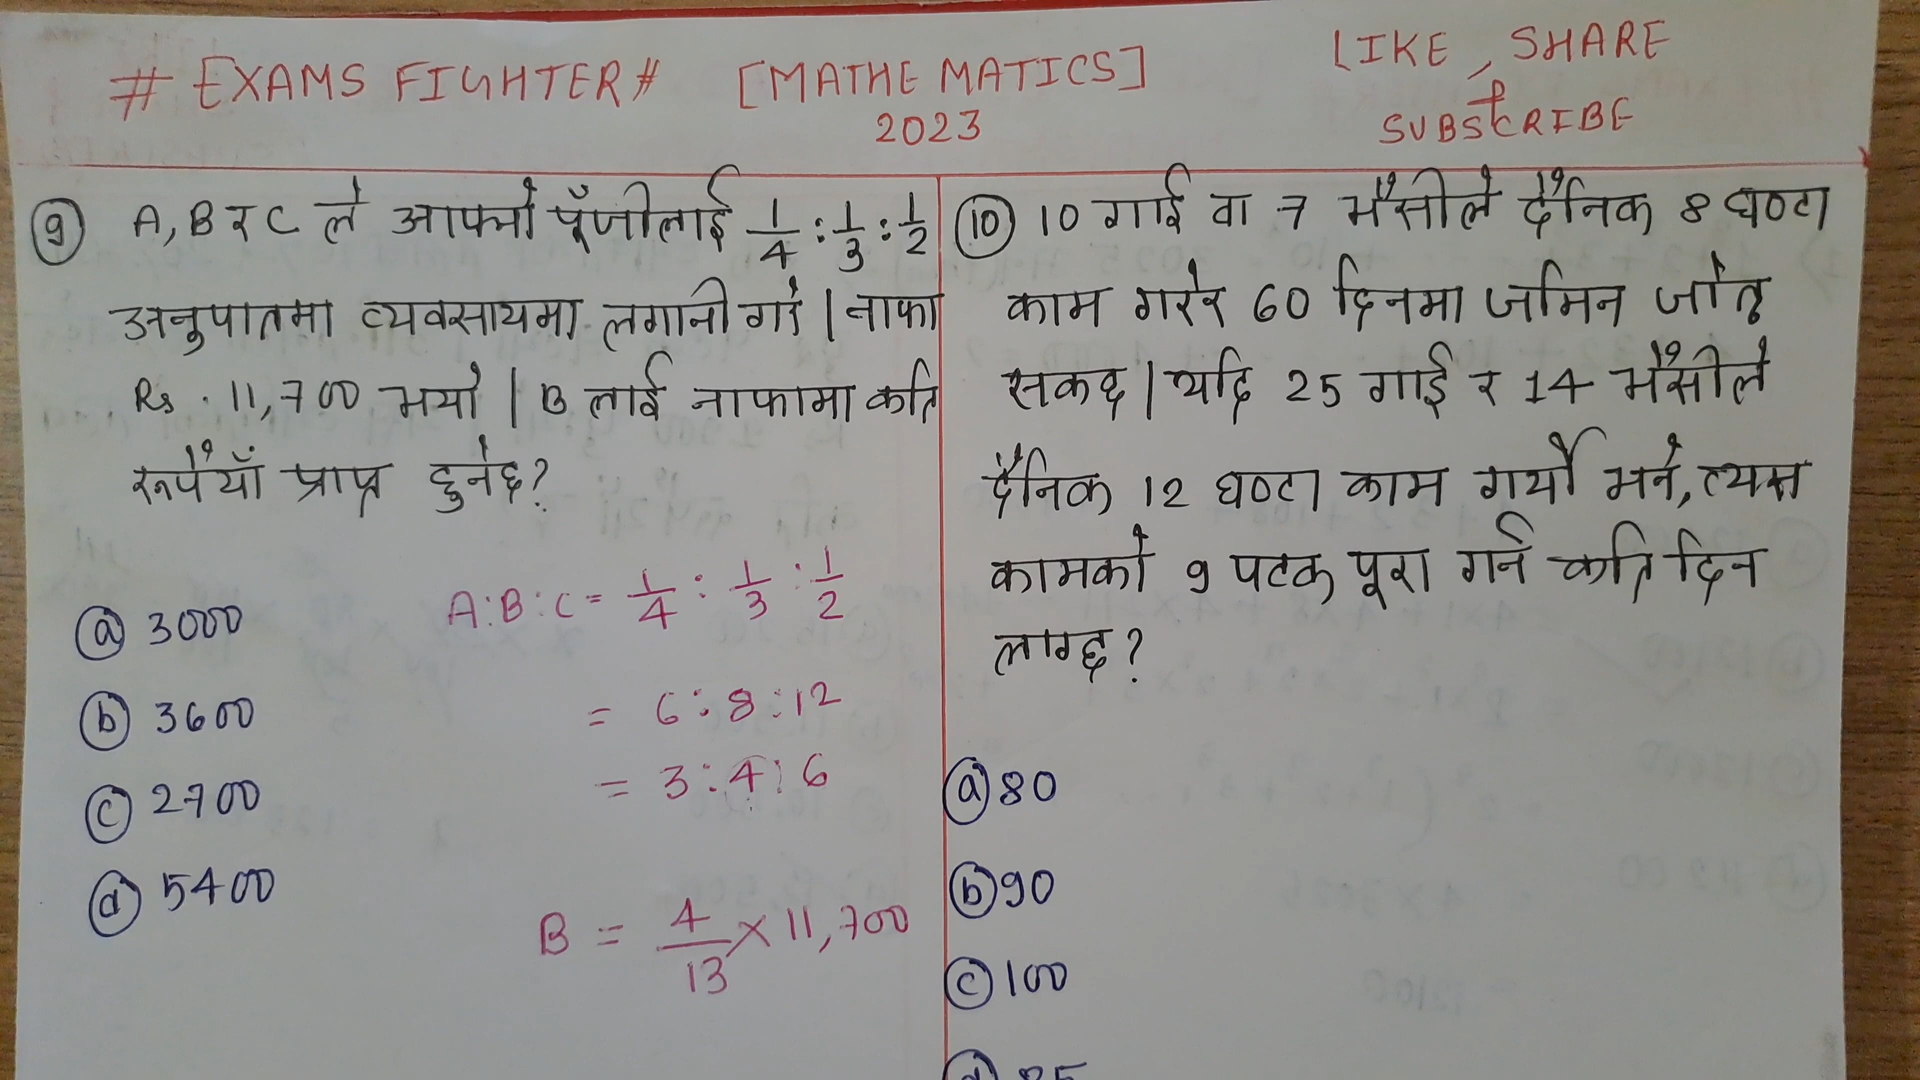 # EXAMS FIGHTER# [MATHEMATICS] 2023
LIKE, SHARE & SUBSCRIBE
9 A, B र C ले आफ्नो पूँजीलाई 1/4 : 1/3 : 1/2
अनुपातमा व्यवसायमा लगानी गरे | नाफा
Rs. 11,700 भयो | B लाई नाफामा कति
रूपैयाँ प्राप्त हुनेछ?
(a) 3000
(b) 3600
(c) 2700
(d) 5400
A:B:C = 1/4 : 1/3 : 1/2
= 6:8:12
= 3:4:6
B = 4/13 × 11,700
10 10 गाई वा 7 भैंसीले दैनिक 8 घण्टा
काम गरेर 60 दिनमा जमिन जोत्न
सक्छ | यदि 25 गाई र 14 भैंसीले
दैनिक 12 घण्टा काम गर्यो भने, त्यस
कामको 9 पटक पूरा गर्न कति दिन
लाग्छ?
(a) 80
(b) 90
(c) 100